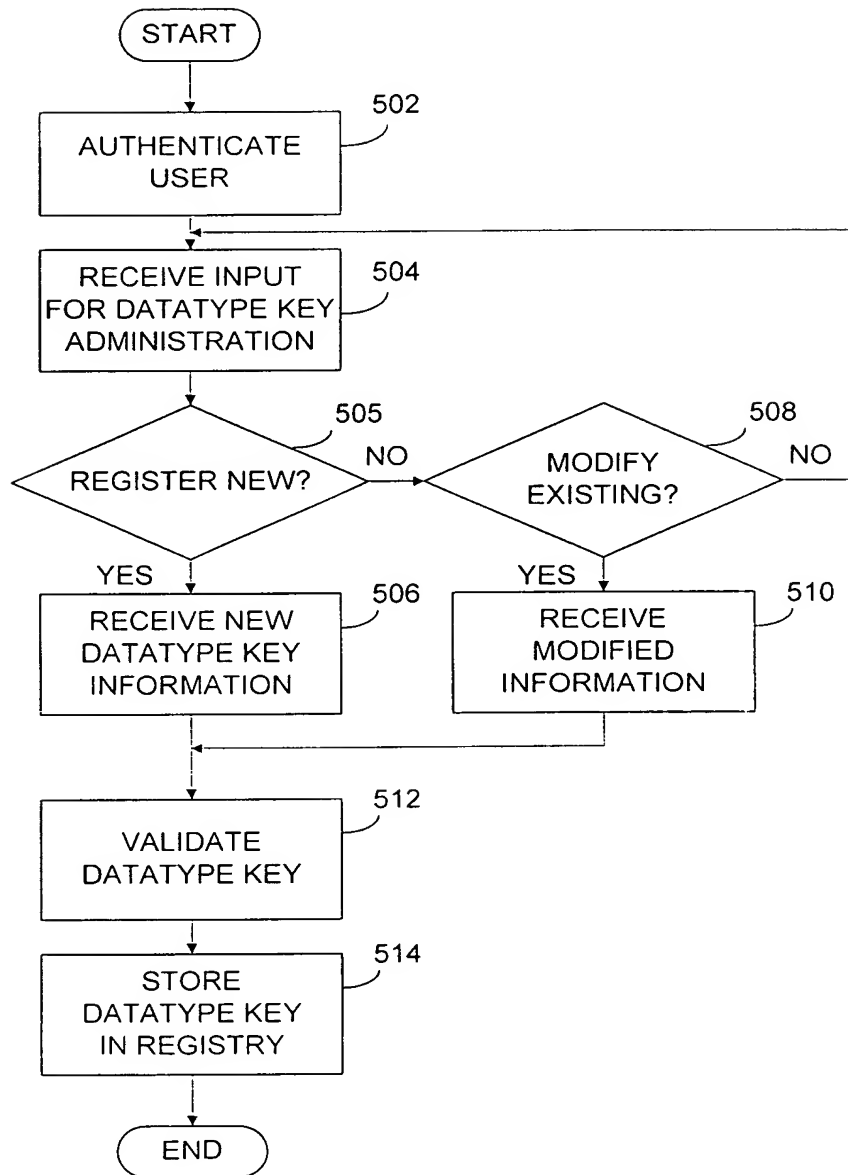 START
502
AUTHENTICATE
USER
RECEIVE INPUT
FOR DATATYPE KEY
ADMINISTRATION
504
505
REGISTER NEW?
NO
508
MODIFY
EXISTING?
NO
YES
506
RECEIVE NEW
DATATYPE KEY
INFORMATION
YES
510
RECEIVE
MODIFIED
INFORMATION
512
VALIDATE
DATATYPE KEY
514
STORE
DATATYPE KEY
IN REGISTRY
END